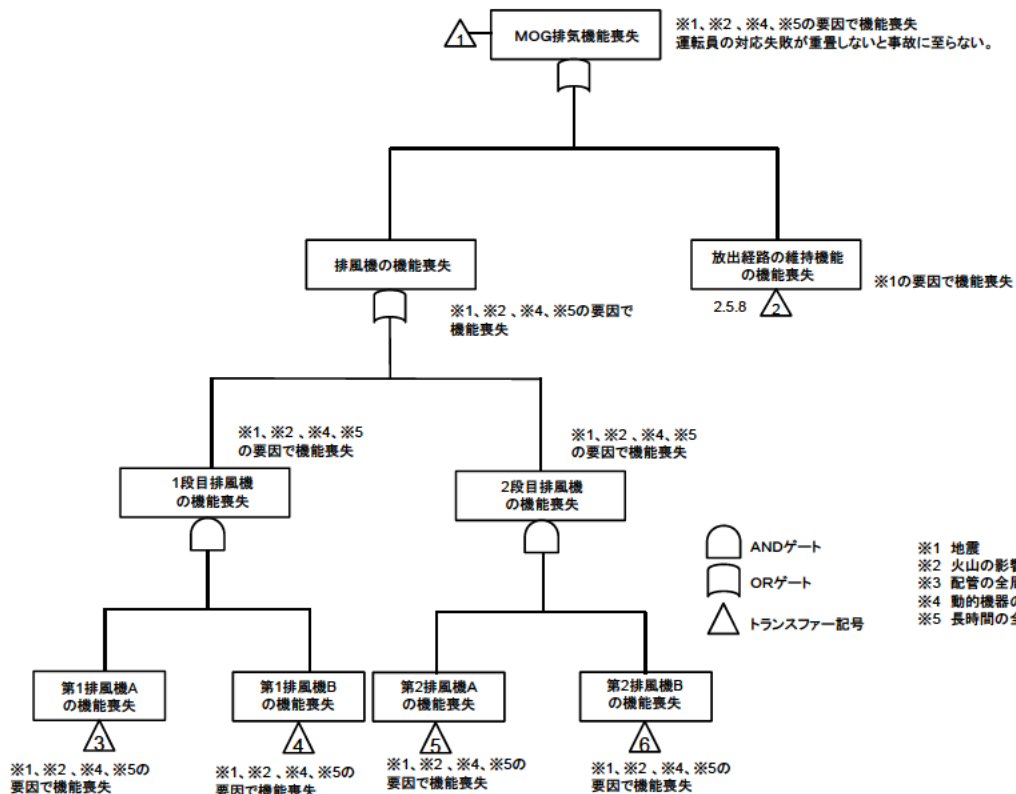 1
MOG排気機能喪失
※1、※2 、※4、※5の要因で機能喪失
運転員の対応失敗が重畳しないと事故に至らない。
排風機の機能喪失
※1、※2 、※4、※5の要因で
機能喪失
放出経路の維持機能
の機能喪失
※1の要因で機能喪失
2.5.8
2
※1、※2 、※4、※5
の要因で機能喪失
1段目排風機
の機能喪失
※1、※2 、※4、※5
の要因で機能喪失
2段目排風機
の機能喪失
ANDゲート
ORゲート
トランスファー記号
※1 地震
※2 火山の影響
※3 配管の全周
※4 動的機器の
※5 長時間の全
第1排風機A
の機能喪失
3
※1、※2 、※4、※5の
要因で機能喪失
第1排風機B
の機能喪失
4
※1、※2 、※4、※5の
要因で機能喪失
第2排風機A
の機能喪失
5
※1、※2 、※4、※5の
要因で機能喪失
第2排風機B
の機能喪失
6
※1、※2 、※4、※5の
要因で機能喪失